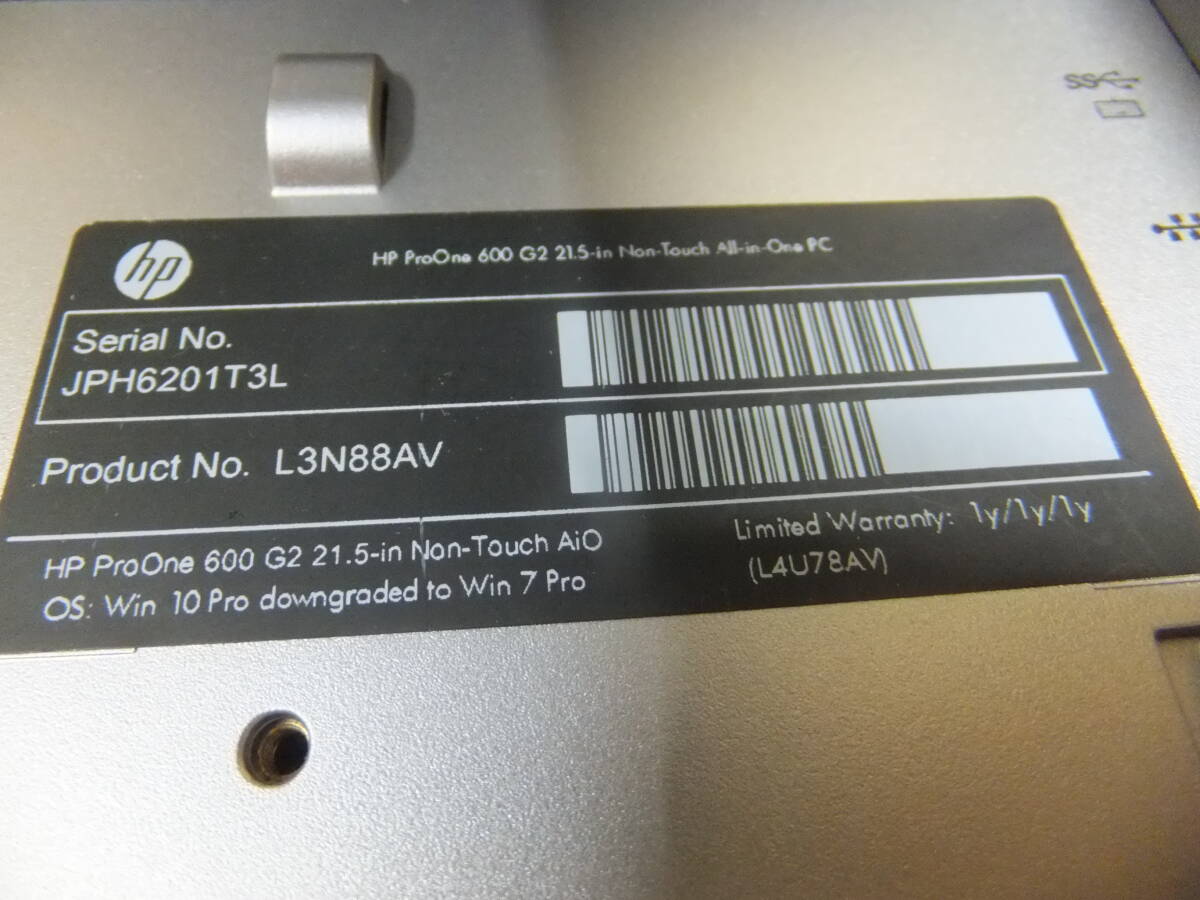 SS
hp
HP ProOne 600 G2 21.5-in Non-Touch All-in-One PC
Serial No.
JPH6201T3L
Product No. L3N88AV
HP ProOne 600 G2 21.5-in Non-Touch AiO
OS: Win 10 Pro downgraded to Win 7 Pro
Limited Warranty: 1y/1y/1y
(L4U78AV)